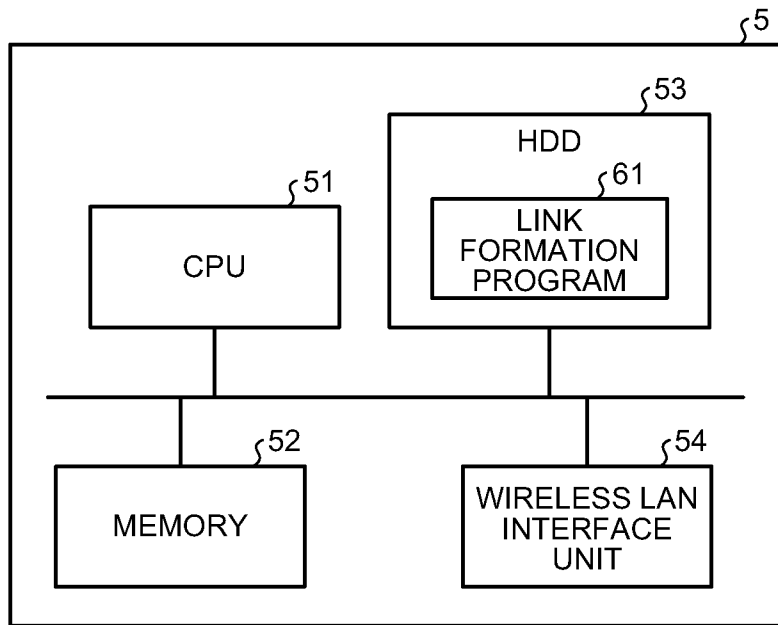 5
53
HDD
61
LINK
FORMATION
PROGRAM
51
CPU
52
MEMORY
54
WIRELESS LAN
INTERFACE
UNIT